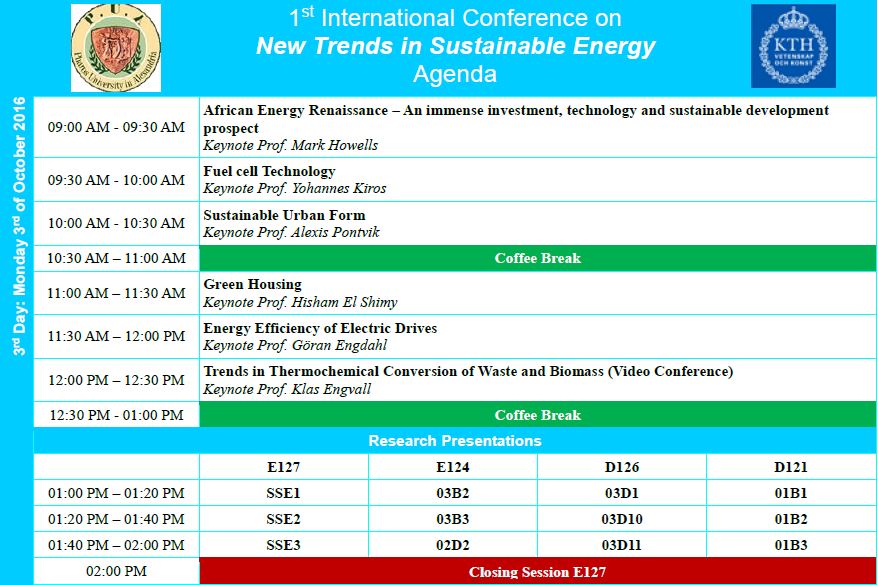 P.U.A
Pharos University in Alexandria
1st International Conference on
New Trends in Sustainable Energy
Agenda
KTH
VETENSKAP
OCH KONST
3rd Day: Monday 3rd of October 2016
09:00 AM - 09:30 AM
African Energy Renaissance – An immense investment, technology and sustainable development
prospect
Keynote Prof. Mark Howells
09:30 AM - 10:00 AM
Fuel cell Technology
Keynote Prof. Yohannes Kiros
10:00 AM - 10:30 AM
Sustainable Urban Form
Keynote Prof. Alexis Pontvik
10:30 AM – 11:00 AM Coffee Break
11:00 AM – 11:30 AM
Green Housing
Keynote Prof. Hisham El Shimy
11:30 AM – 12:00 PM
Energy Efficiency of Electric Drives
Keynote Prof. Göran Engdahl
12:00 PM – 12:30 PM
Trends in Thermochemical Conversion of Waste and Biomass (Video Conference)
Keynote Prof. Klas Engvall
12:30 PM - 01:00 PM Coffee Break
Research Presentations
E127 E124 D126 D121
01:00 PM – 01:20 PM SSE1 03B2 03D1 01B1
01:20 PM – 01:40 PM SSE2 03B3 03D10 01B2
01:40 PM – 02:00 PM SSE3 02D2 03D11 01B3
02:00 PM Closing Session E127